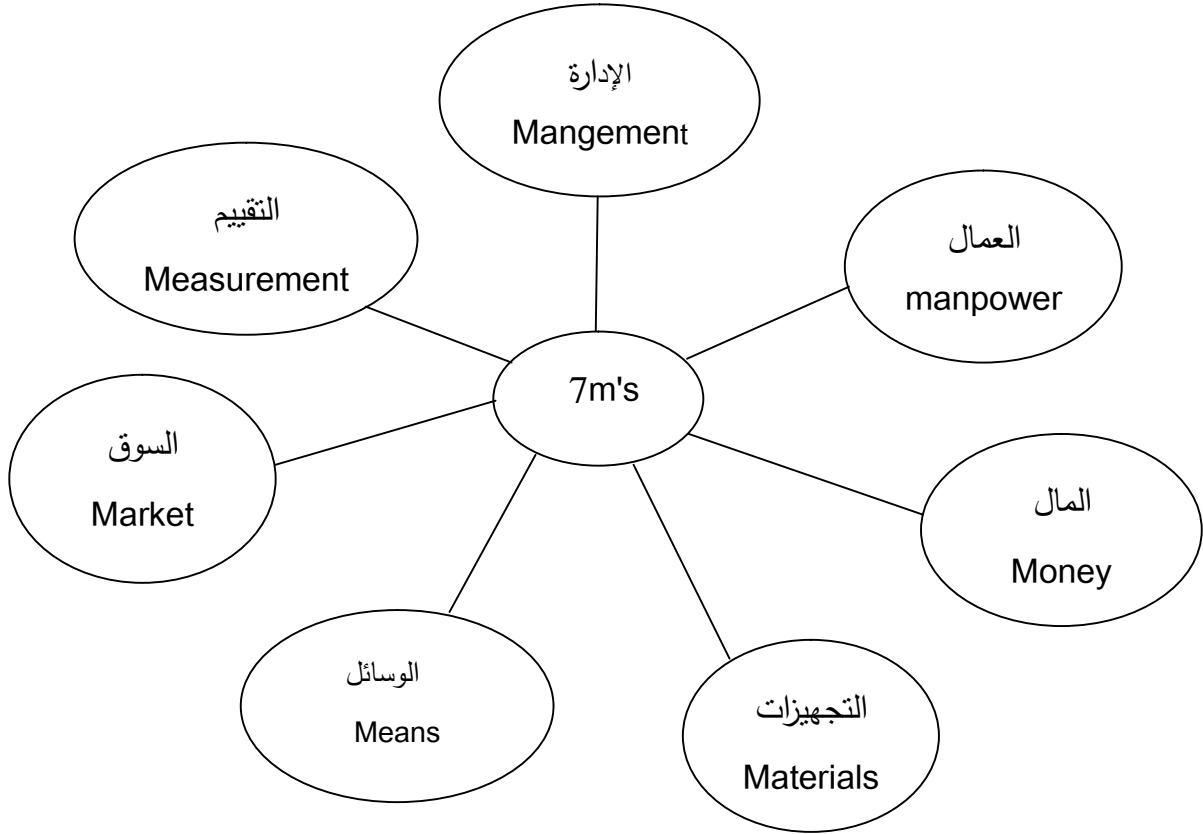 الإدارة
Mangement
العمال
manpower
المال
Money
التجهيزات
Materials
الوسائل
Means
السوق
Market
التقييم
Measurement
7m's